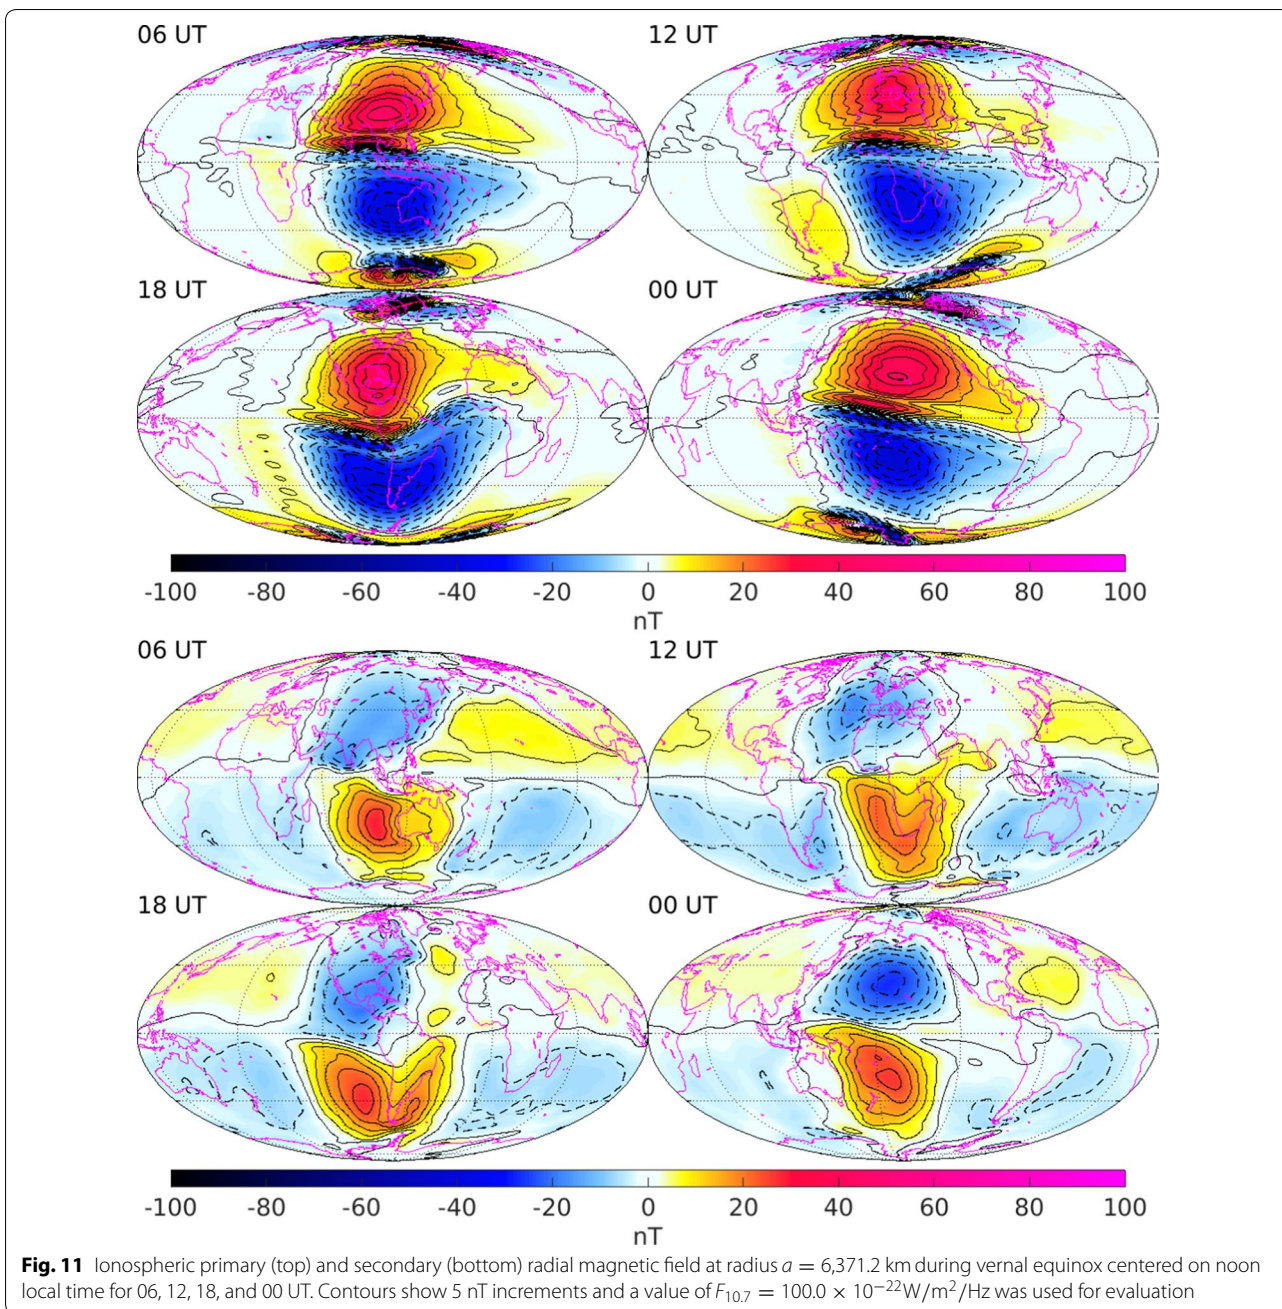 06 UT 12 UT
18 UT 00 UT
-100 -80 -60 -40 -20 0 20 40 60 80 100
nT
06 UT 12 UT
18 UT 00 UT
-100 -80 -60 -40 -20 0 20 40 60 80 100
nT
Fig. 11 Ionospheric primary (top) and secondary (bottom) radial magnetic field at radius a = 6,371.2 km during vernal equinox centered on noon
local time for 06, 12, 18, and 00 UT. Contours show 5 nT increments and a value of F₁₀.₇ = 100.0 × 10⁻²²W/m²/Hz was used for evaluation